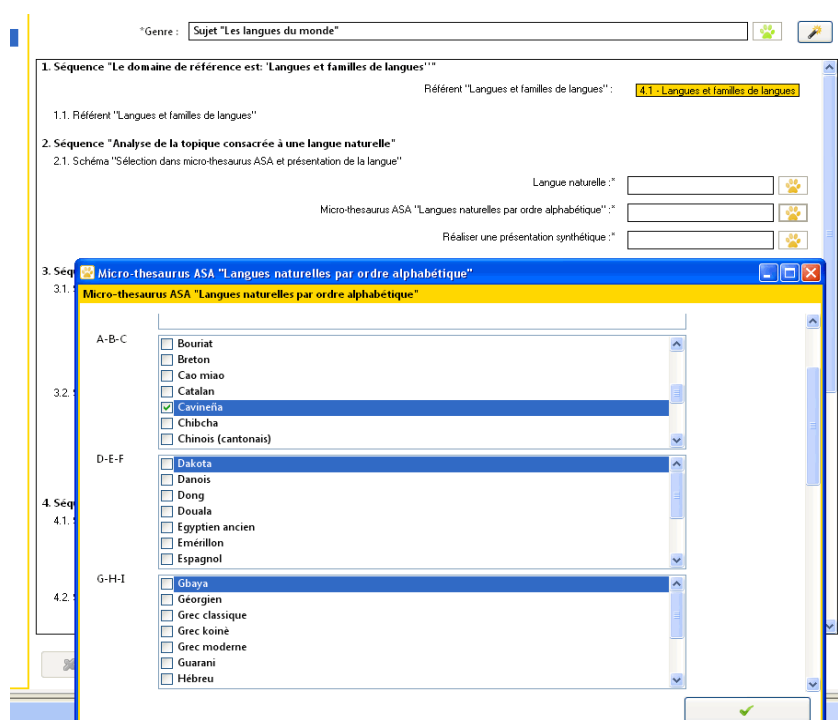 *Genre : Sujet "Les langues du monde"
1. Séquence "Le domaine de référence est: 'Langues et familles de langues''"
Référent "Langues et familles de langues" : 4.1 - Langues et familles de langues
1.1. Référent "Langues et familles de langues"
2. Séquence "Analyse de la topique consacrée à une langue naturelle"
2.1. Schéma "Sélection dans micro-thesaurus ASA et présentation de la langue"
Langue naturelle :*
Micro-thesaurus ASA "Langues naturelles par ordre alphabétique" :*
Réaliser une présentation synthétique :*
3. Séq
3.1.
3.2.
4. Séq
4.1.
4.2.
Micro-thesaurus ASA "Langues naturelles par ordre alphabétique"
Micro-thesaurus ASA "Langues naturelles par ordre alphabétique"
A-B-C
Bouriat
Breton
Cao miao
Catalan
Cavineña
Chibcha
Chinois (cantonais)
D-E-F
Dakota
Danois
Dong
Douala
Egyptien ancien
Emérillon
Espagnol
G-H-I
Gbaya
Géorgien
Grec classique
Grec koinè
Grec moderne
Guarani
Hébreu